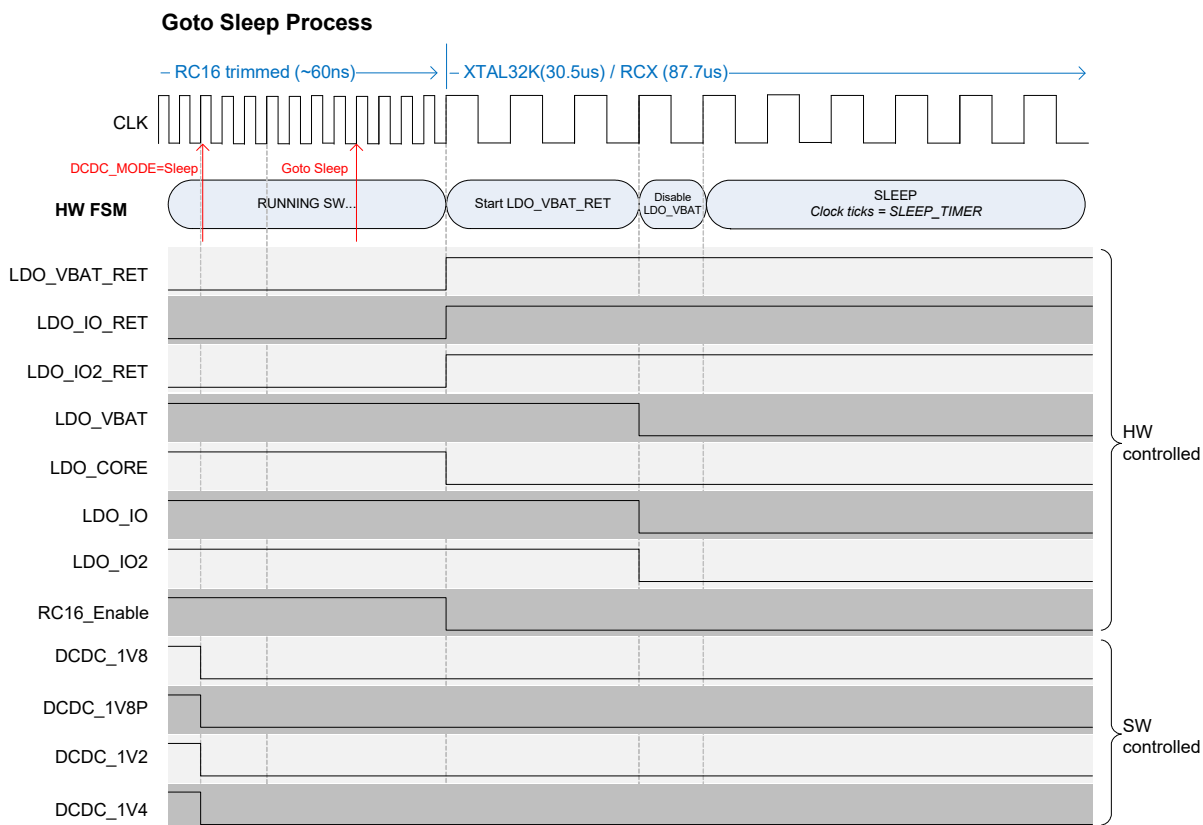 Goto Sleep Process
RC16 trimmed (~60ns)
XTAL32K(30.5us) / RCX (87.7us)
CLK
DCDC_MODE=Sleep
Goto Sleep
HW FSM
RUNNING SW...
Start LDO_VBAT_RET
Disable
LDO_VBAT
SLEEP
Clock ticks = SLEEP_TIMER
LDO_VBAT_RET
LDO_IO_RET
LDO_IO2_RET
LDO_VBAT
LDO_CORE
LDO_IO
LDO_IO2
RC16_Enable
HW
controlled
DCDC_1V8
DCDC_1V8P
DCDC_1V2
DCDC_1V4
SW
controlled